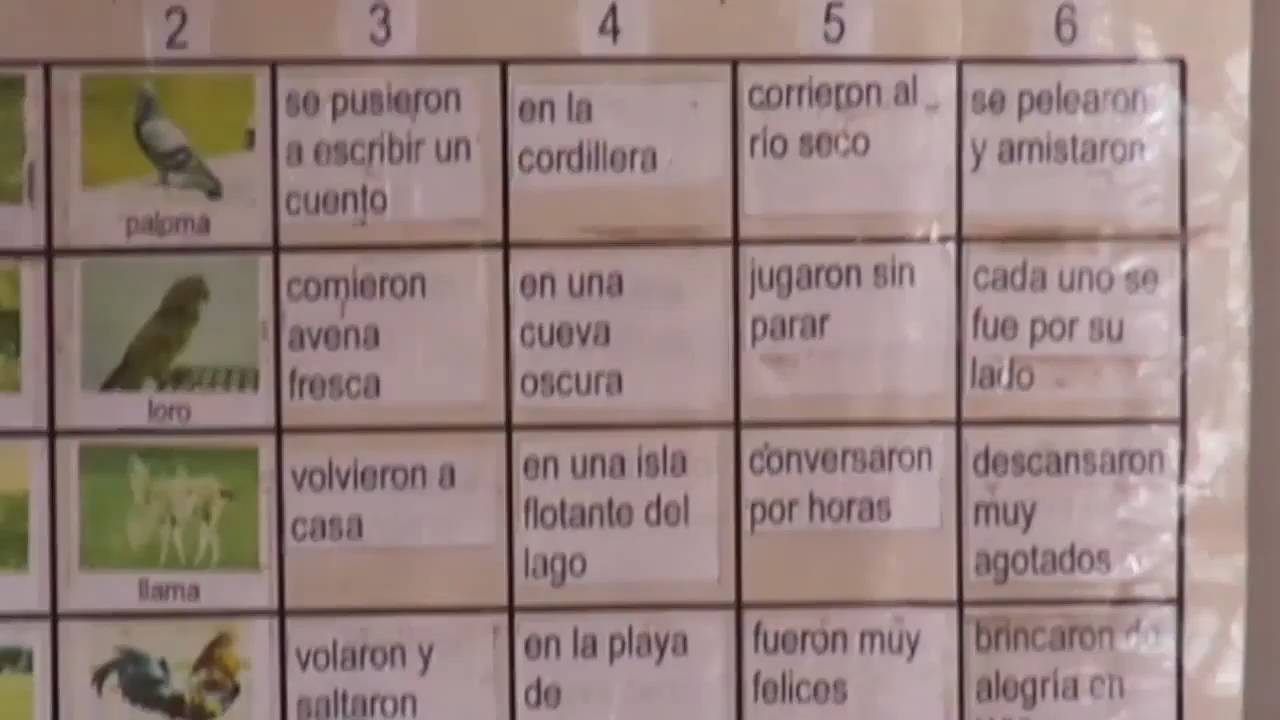 2
3
4
5
6
paloma
se pusieron
a escribir un
cuento
en la
cordillera
corrieron al
río seco
se pelearon
y amistaron
loro
comieron
avena
fresca
en una
cueva
oscura
jugaron sin
parar
cada uno se
fue por su
lado
llama
volvieron a
casa
en una isla
flotante del
lago
conversaron
por horas
descansaron
muy
agotados
volaron y
saltaron
en la playa
de
fueron muy
felices
brincaron de
alegría en